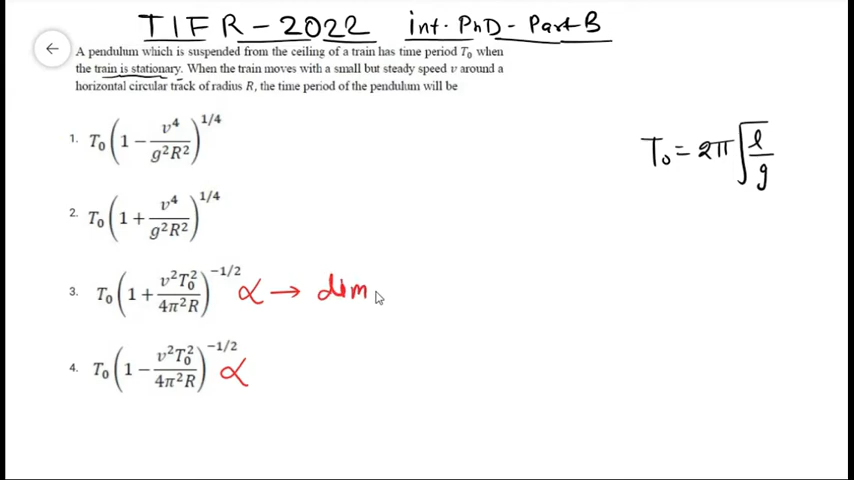 TIFR - 2022 Int. PhD - Part B
A pendulum which is suspended from the ceiling of a train has time period T₀ when
the train is stationary. When the train moves with a small but steady speed v around a
horizontal circular track of radius R, the time period of the pendulum will be
1. T₀(1 − v⁴/g²R²)^1/4
T₀ = 2π√(l/g)
2. T₀(1 + v⁴/g²R²)^1/4
3. T₀(1 + v²T₀²/4π²R)^−1/2 α → dim
4. T₀(1 − v²T₀²/4π²R)^−1/2 α